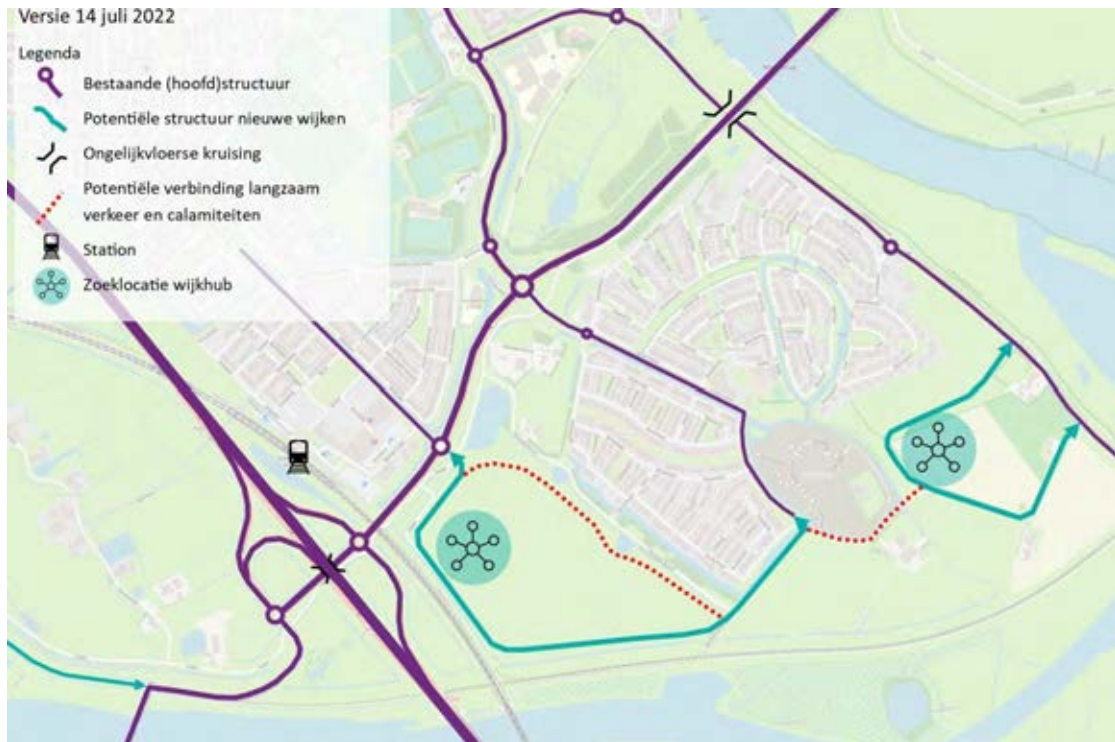 Versie 14 juli 2022
Legenda
Bestaande (hoofd)structuur
Potentiële structuur nieuwe wijken
Ongelijkvloerse kruising
Potentiële verbinding langzaam
verkeer en calamiteiten
Station
Zoeklocatie wijkhub